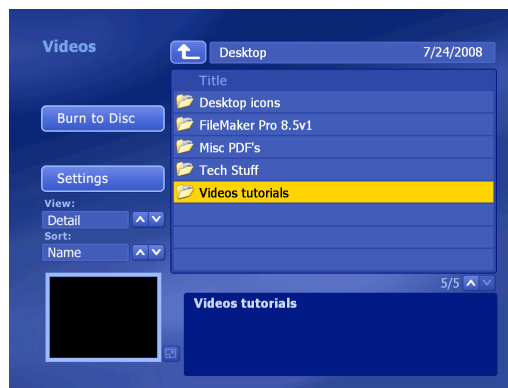 Videos
Desktop 7/24/2008
Title
Burn to Disc
Desktop icons
FileMaker Pro 8.5v1
Misc PDF's
Tech Stuff
Videos tutorials
Settings
View:
Detail
Sort:
Name
5/5
Videos tutorials